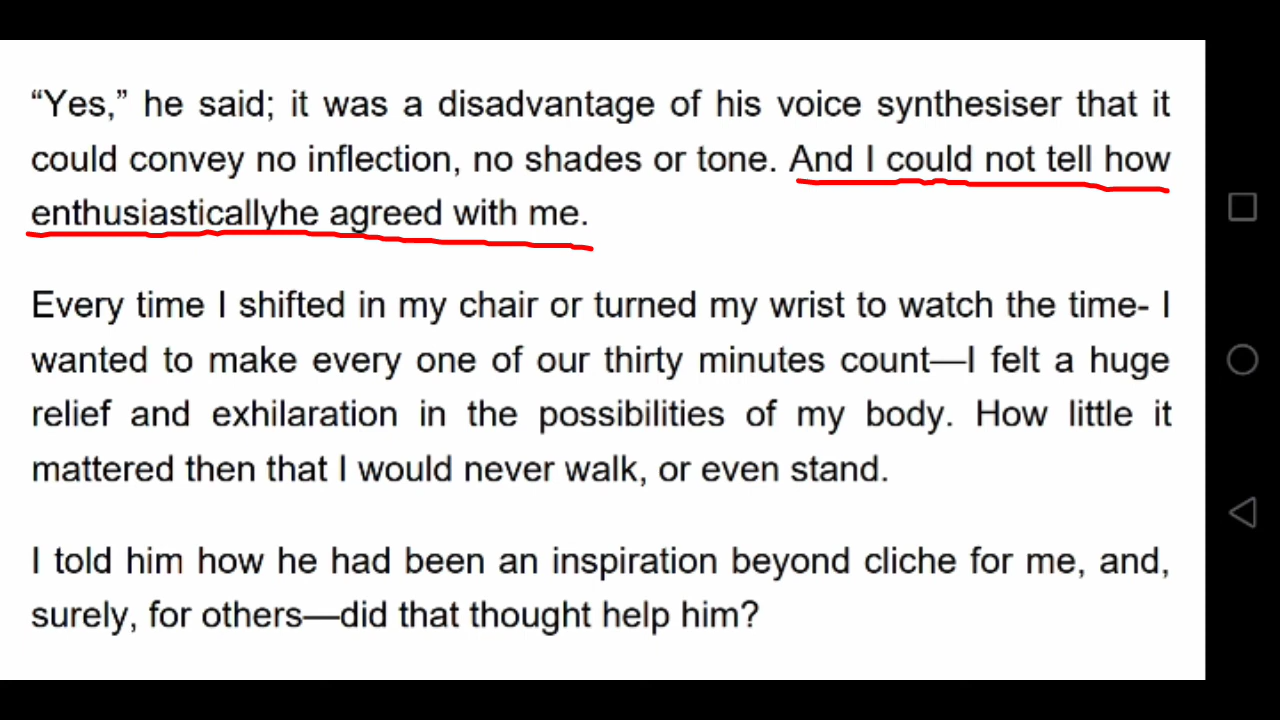 “Yes,” he said; it was a disadvantage of his voice synthesiser that it
could convey no inflection, no shades or tone. And I could not tell how
enthusiasticallyhe agreed with me.
Every time I shifted in my chair or turned my wrist to watch the time- I
wanted to make every one of our thirty minutes count—I felt a huge
relief and exhilaration in the possibilities of my body. How little it
mattered then that I would never walk, or even stand.
I told him how he had been an inspiration beyond cliche for me, and,
surely, for others—did that thought help him?